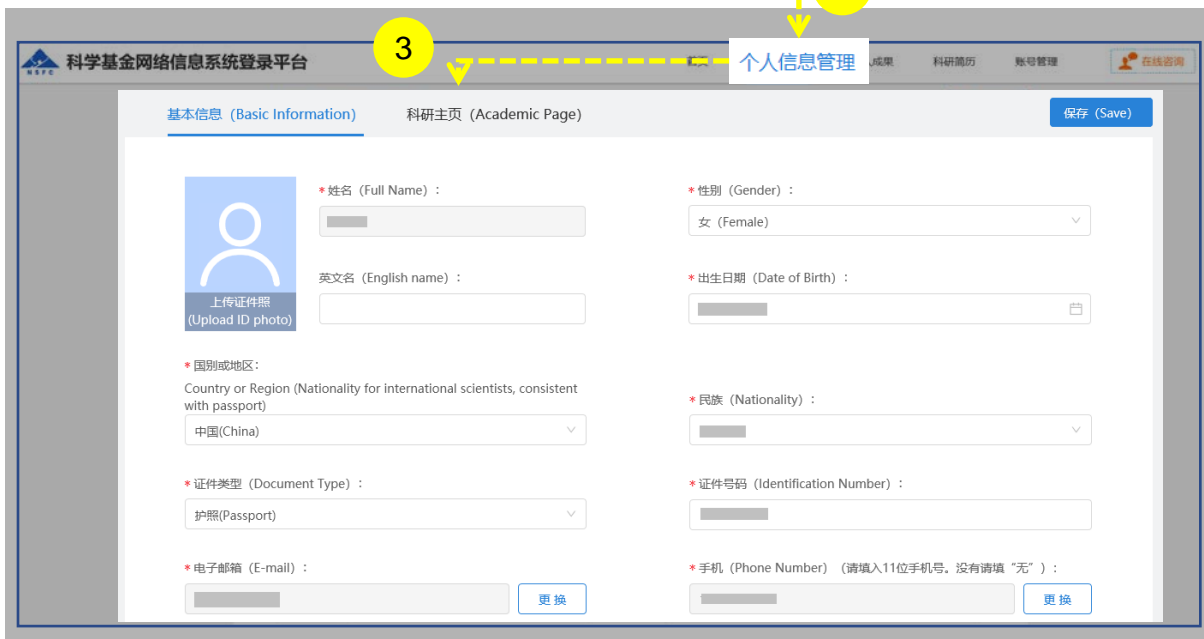 3
NSFC
科学基金网络信息系统登录平台
个人信息管理
成果
科研简历
账号管理
在线咨询
基本信息（Basic Information）
科研主页（Academic Page）
保存（Save）
上传证件照
(Upload ID photo)
*姓名（Full Name）：
*性别（Gender）：
女（Female）
英文名（English name）：
*出生日期（Date of Birth）：
*国别或地区：
Country or Region (Nationality for international scientists, consistent
with passport)
中国(China)
*民族（Nationality）：
*证件类型（Document Type）：
护照(Passport)
*证件号码（Identification Number）：
*电子邮箱（E-mail）：
更换
*手机（Phone Number）（请填入11位手机号。没有请填“无”）：
更换